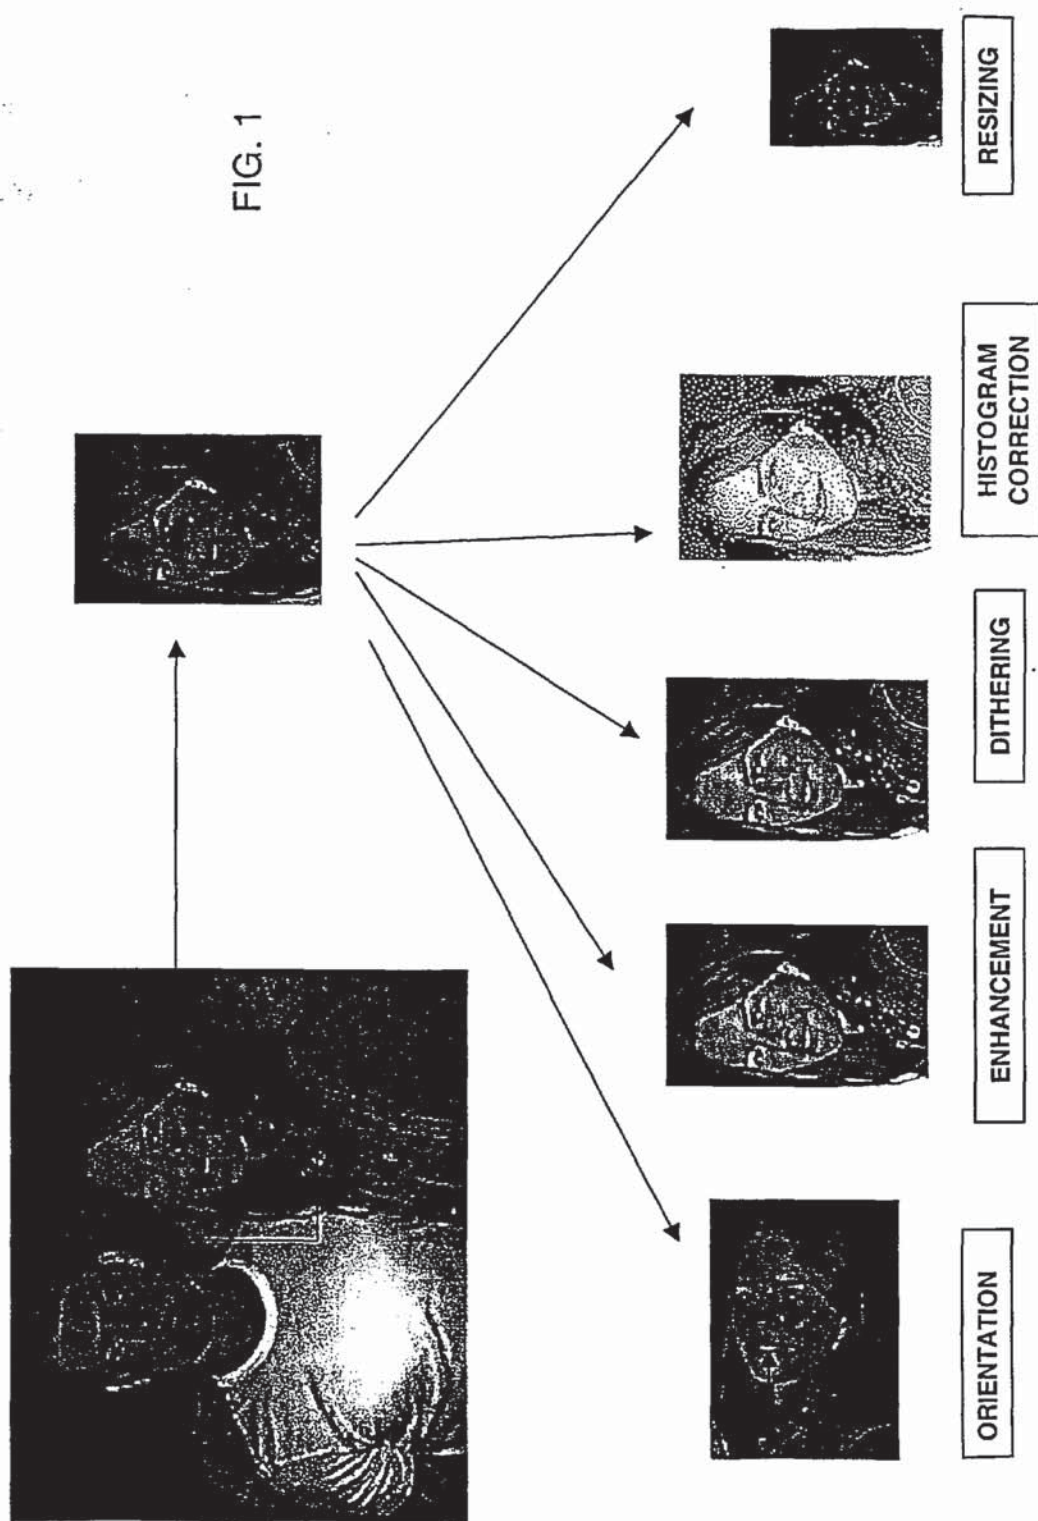 FIG. 1
ORIENTATION
ENHANCEMENT
DITHERING
HISTOGRAM
CORRECTION
RESIZING